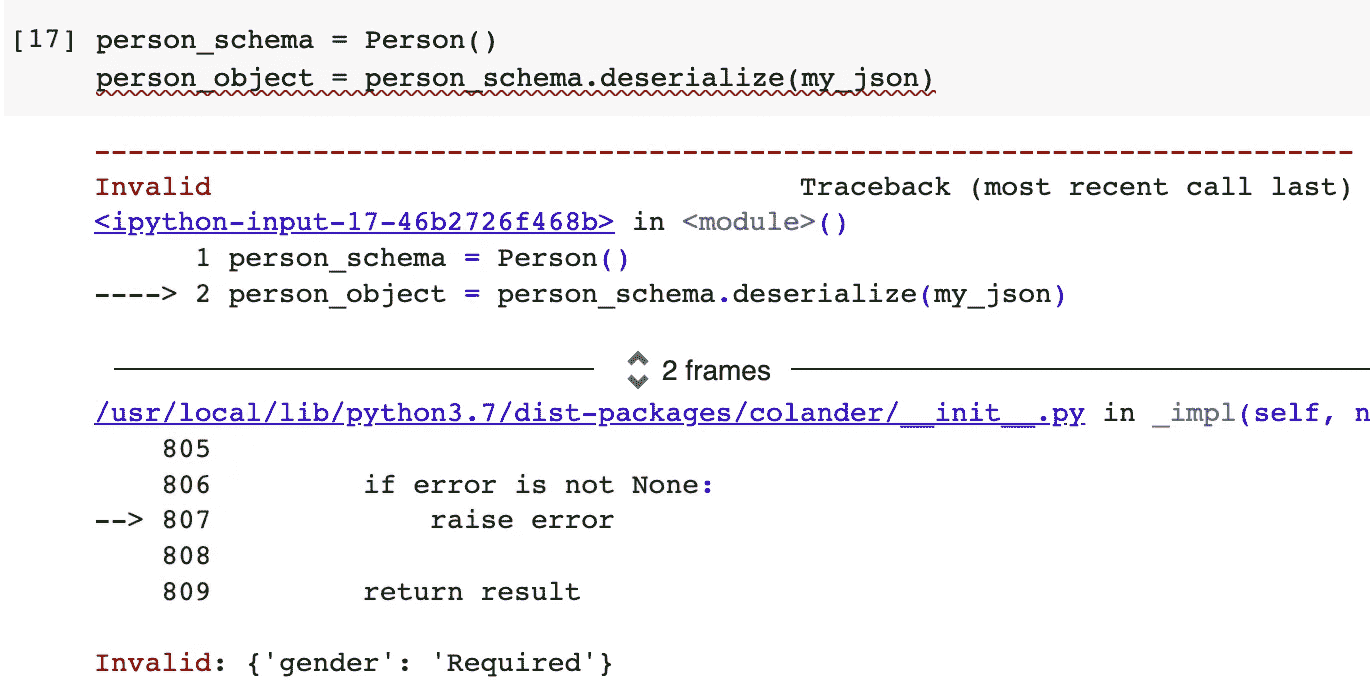 [17] person_schema = Person()
person_object = person_schema.deserialize(my_json)
---------------------------------------------------------------------------
Invalid Traceback (most recent call last)
<ipython-input-17-46b2726f468b> in <module>()
1 person_schema = Person()
----> 2 person_object = person_schema.deserialize(my_json)
2 frames
/usr/local/lib/python3.7/dist-packages/colander/__init__.py in _impl(self, n
805
806 if error is not None:
--> 807 raise error
808
809 return result
Invalid: {'gender': 'Required'}